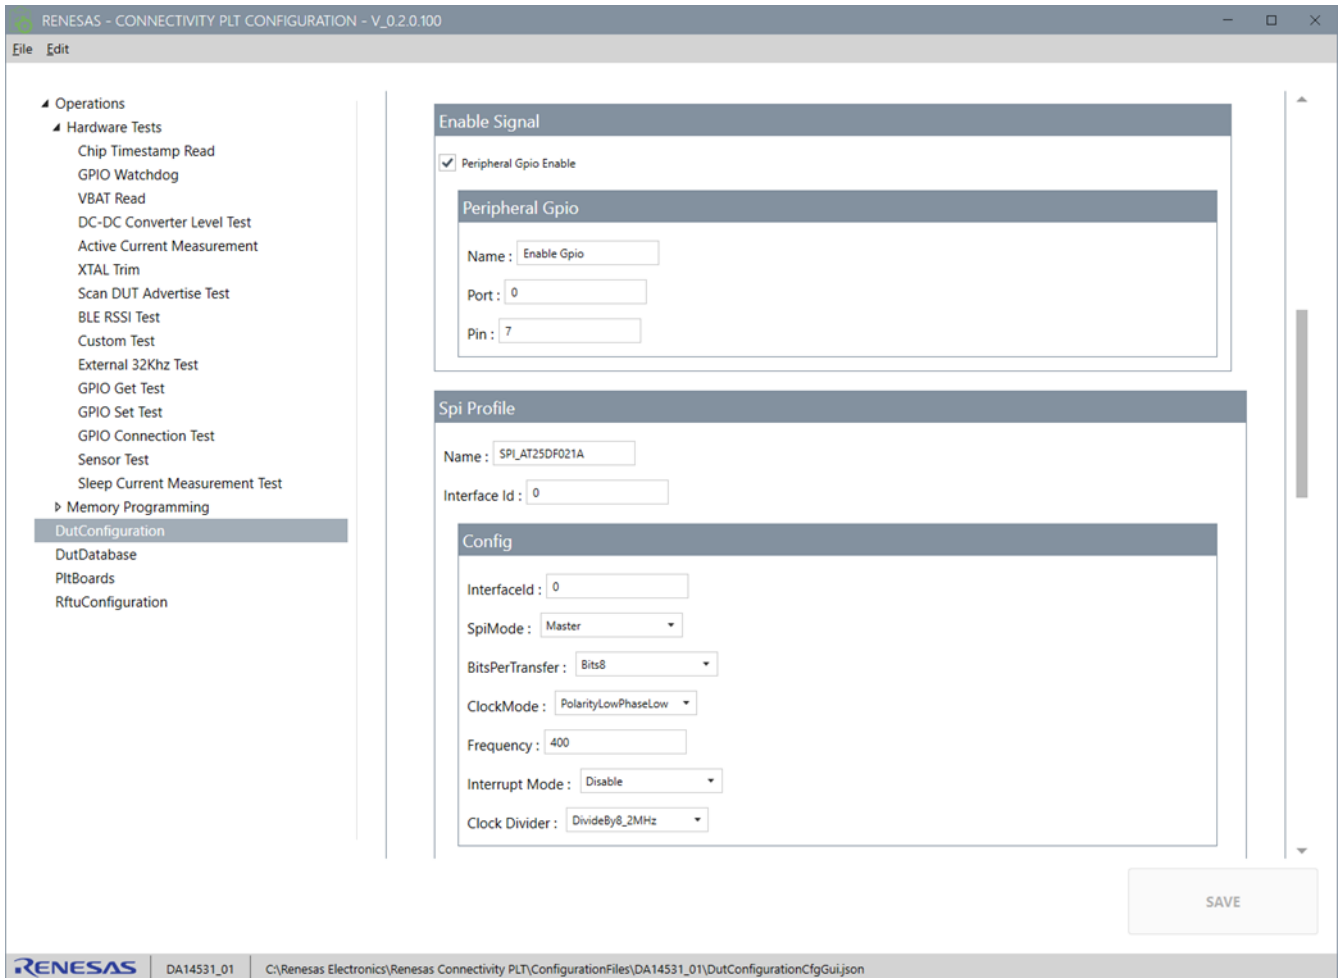 RENESAS - CONNECTIVITY PLT CONFIGURATION - V_0.2.0.100
File Edit
Operations
Hardware Tests
Chip Timestamp Read
GPIO Watchdog
VBAT Read
DC-DC Converter Level Test
Active Current Measurement
XTAL Trim
Scan DUT Advertise Test
BLE RSSI Test
Custom Test
External 32Khz Test
GPIO Get Test
GPIO Set Test
GPIO Connection Test
Sensor Test
Sleep Current Measurement Test
Memory Programming
DutConfiguration
DutDatabase
PltBoards
RftuConfiguration
Enable Signal
Peripheral Gpio Enable
Peripheral Gpio
Name : Enable Gpio
Port : 0
Pin : 7
Spi Profile
Name : SPI_AT25DF021A
Interface Id : 0
Config
InterfaceId : 0
SpiMode : Master
BitsPerTransfer : Bits8
ClockMode : PolarityLowPhaseLow
Frequency : 400
Interrupt Mode : Disable
Clock Divider : DivideBy8_2MHz
SAVE
RENESAS DA14531_01 C:\Renesas Electronics\Renesas Connectivity PLT\ConfigurationFiles\DA14531_01\DutConfigurationCfgGui.json